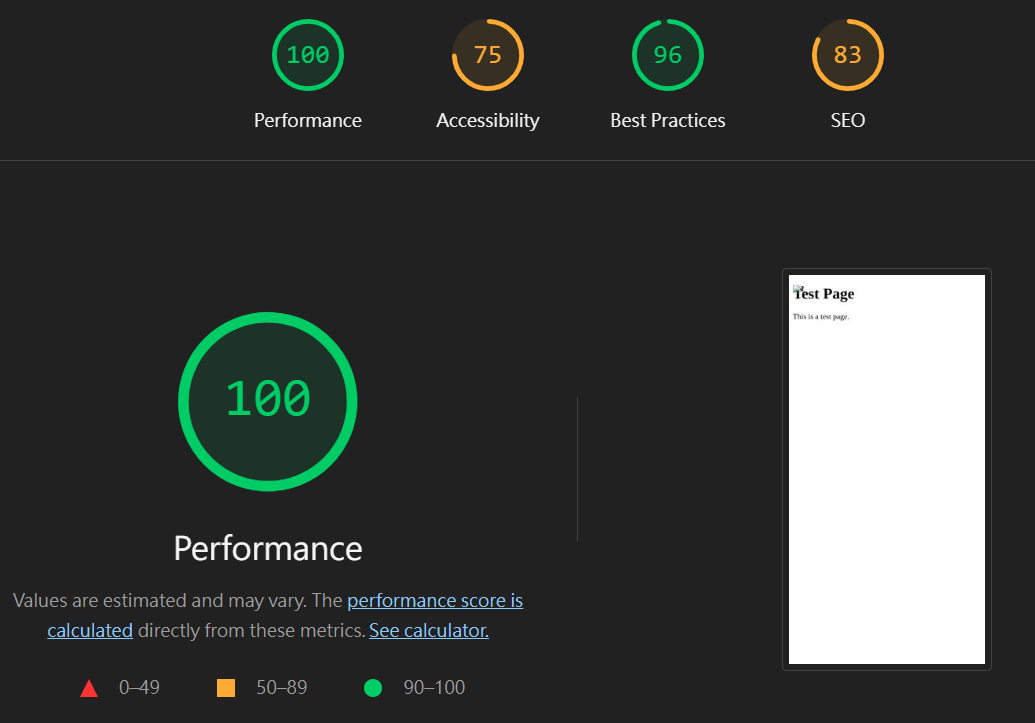 100 75 96 83
Performance Accessibility Best Practices SEO
100
Performance
Values are estimated and may vary. The performance score is
calculated directly from these metrics. See calculator.
0–49 50–89 90–100
Test Page
This is a test page.